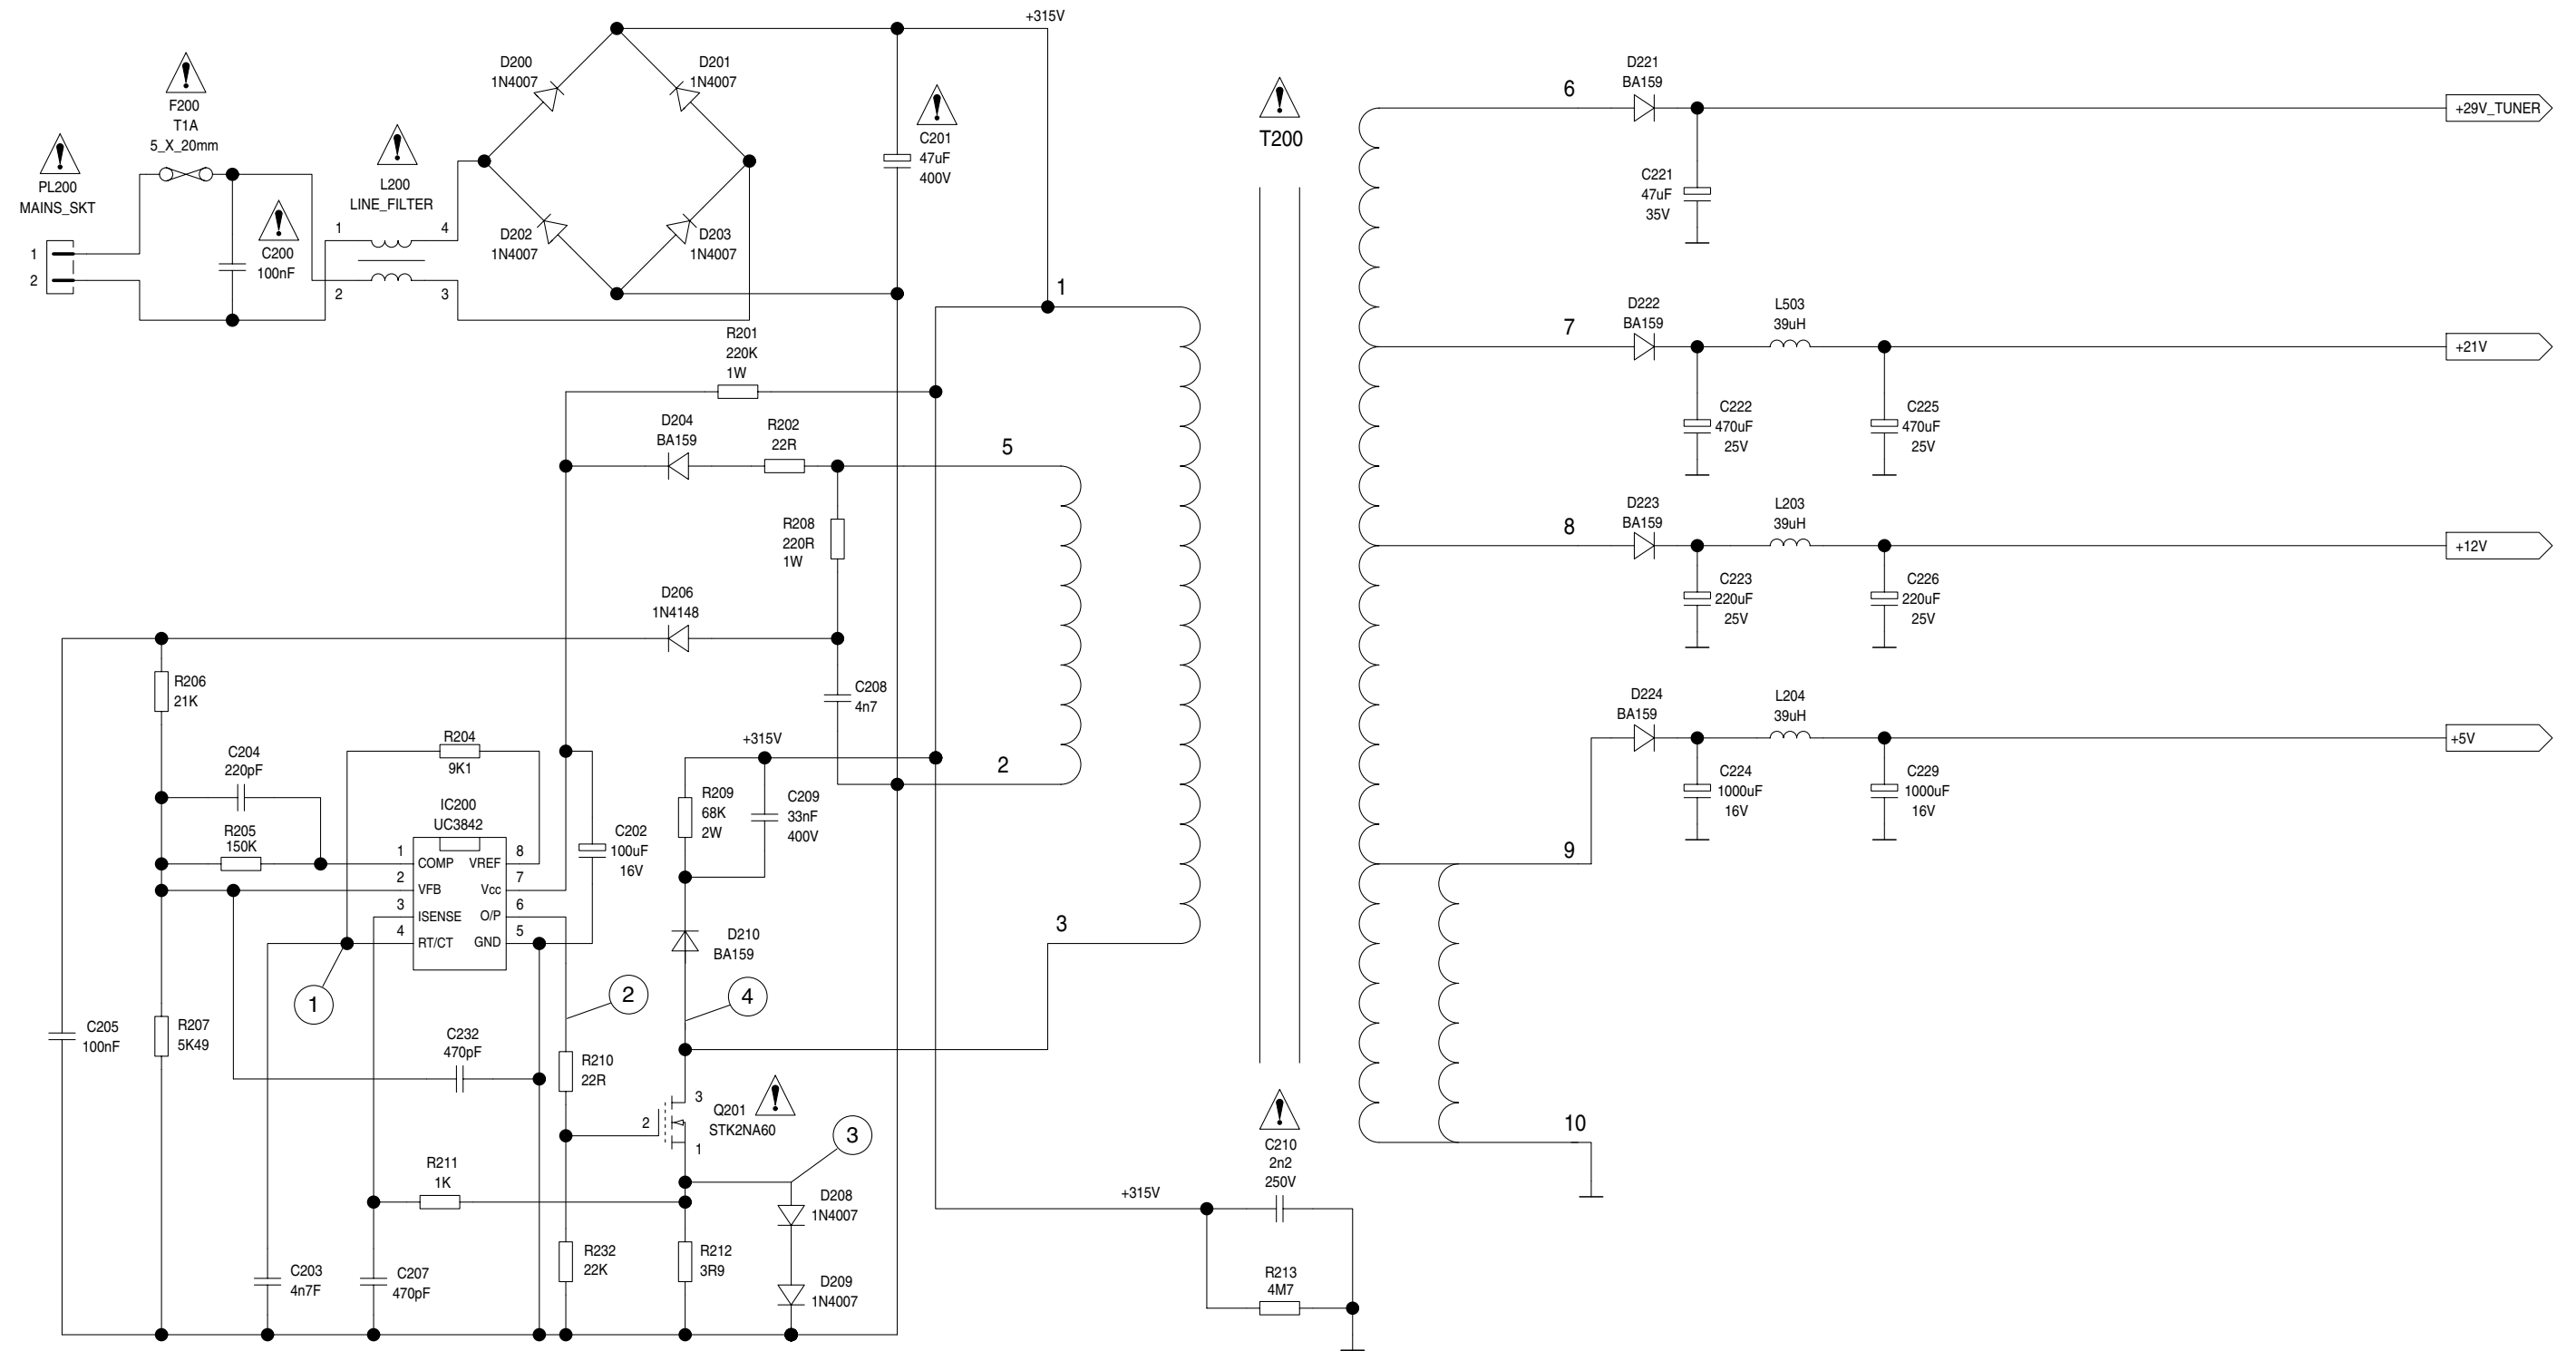 +315V
D200
1N4007
D201
1N4007
F200
T1A
5_X_20mm
PL200
MAINS_SKT
1
2
C200
100nF
L200
LINE_FILTER
1
4
2
3
D202
1N4007
D203
1N4007
C201
47uF
400V
T200
6
D221
BA159
+29V_TUNER
C221
47uF
35V
1
7
D222
BA159
L503
39uH
+21V
C222
470uF
25V
C225
470uF
25V
R201
220K
1W
D204
BA159
R202
22R
5
R208
220R
1W
8
D223
BA159
L203
39uH
+12V
C223
220uF
25V
C226
220uF
25V
D206
1N4148
C208
4n7
2
D224
BA159
L204
39uH
+5V
C224
1000uF
16V
C229
1000uF
16V
9
10
R206
21K
C204
220pF
R205
150K
R204
9K1
IC200
UC3842
1
COMP
VREF
8
2
VFB
Vcc
7
3
ISENSE
O/P
6
4
RT/CT
GND
5
C202
100uF
16V
+315V
R209
68K
2W
C209
33nF
400V
D210
BA159
3
1
2
4
C205
100nF
R207
5K49
C232
470pF
R210
22R
Q201
STK2NA60
3
2
1
3
R211
1K
D208
1N4007
D209
1N4007
C203
4n7F
C207
470pF
R232
22K
R212
3R9
+315V
C210
2n2
250V
R213
4M7